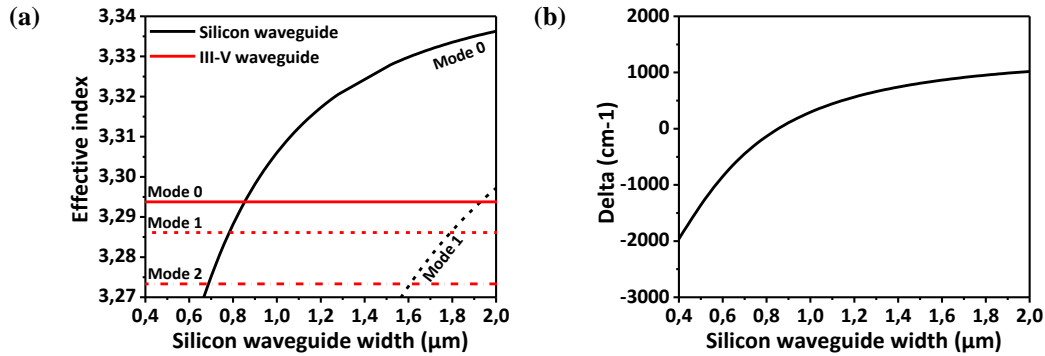 (a)
3,34
3,33
3,32
3,31
3,30
3,29
3,28
3,27
Effective index
Silicon waveguide
III-V waveguide
Mode 0
Mode 0
Mode 1
Mode 2
Mode 1
0,4 0,6 0,8 1,0 1,2 1,4 1,6 1,8 2,0
Silicon waveguide width (µm)
(b)
2000
1000
0
-1000
-2000
-3000
Delta (cm-1)
0,4 0,6 0,8 1,0 1,2 1,4 1,6 1,8 2,0
Silicon waveguide width (µm)